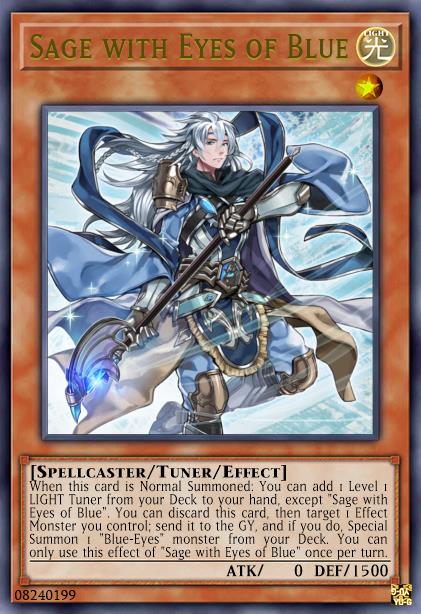 Sage with Eyes of Blue
LIGHT
光
[Spellcaster/Tuner/Effect]
When this card is Normal Summoned: You can add 1 Level 1
LIGHT Tuner from your Deck to your hand, except "Sage with
Eyes of Blue". You can discard this card, then target 1 Effect
Monster you control; send it to the GY, and if you do, Special
Summon 1 "Blue-Eyes" monster from your Deck. You can
only use this effect of "Sage with Eyes of Blue" once per turn.
ATK/ 0 DEF/1500
08240199